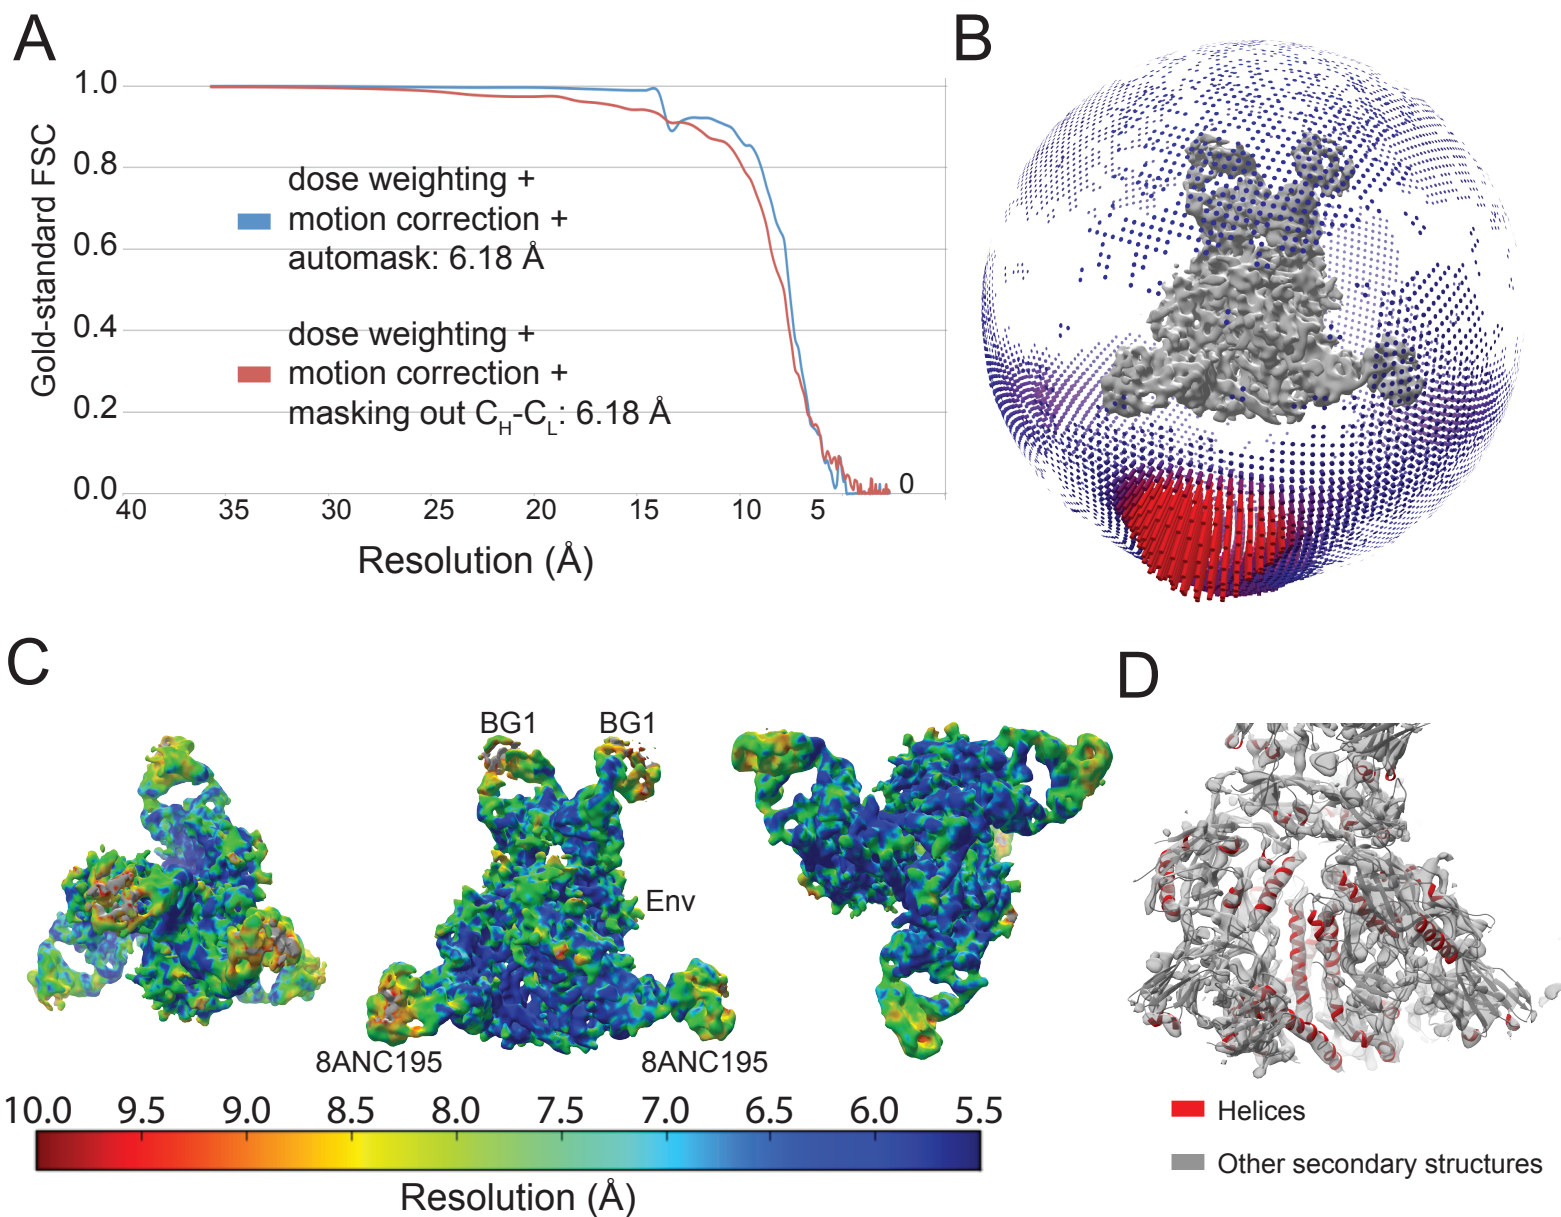 A
1.0
0.8
0.6
0.4
0.2
0.0
Gold-standard FSC
dose weighting +
motion correction +
automask: 6.18 Å
dose weighting +
motion correction +
masking out CH-CL: 6.18 Å
40 35 30 25 20 15 10 5 0
Resolution (Å)
B
C
BG1 BG1
Env
8ANC195 8ANC195
10.0 9.5 9.0 8.5 8.0 7.5 7.0 6.5 6.0 5.5
Resolution (Å)
D
Helices
Other secondary structures